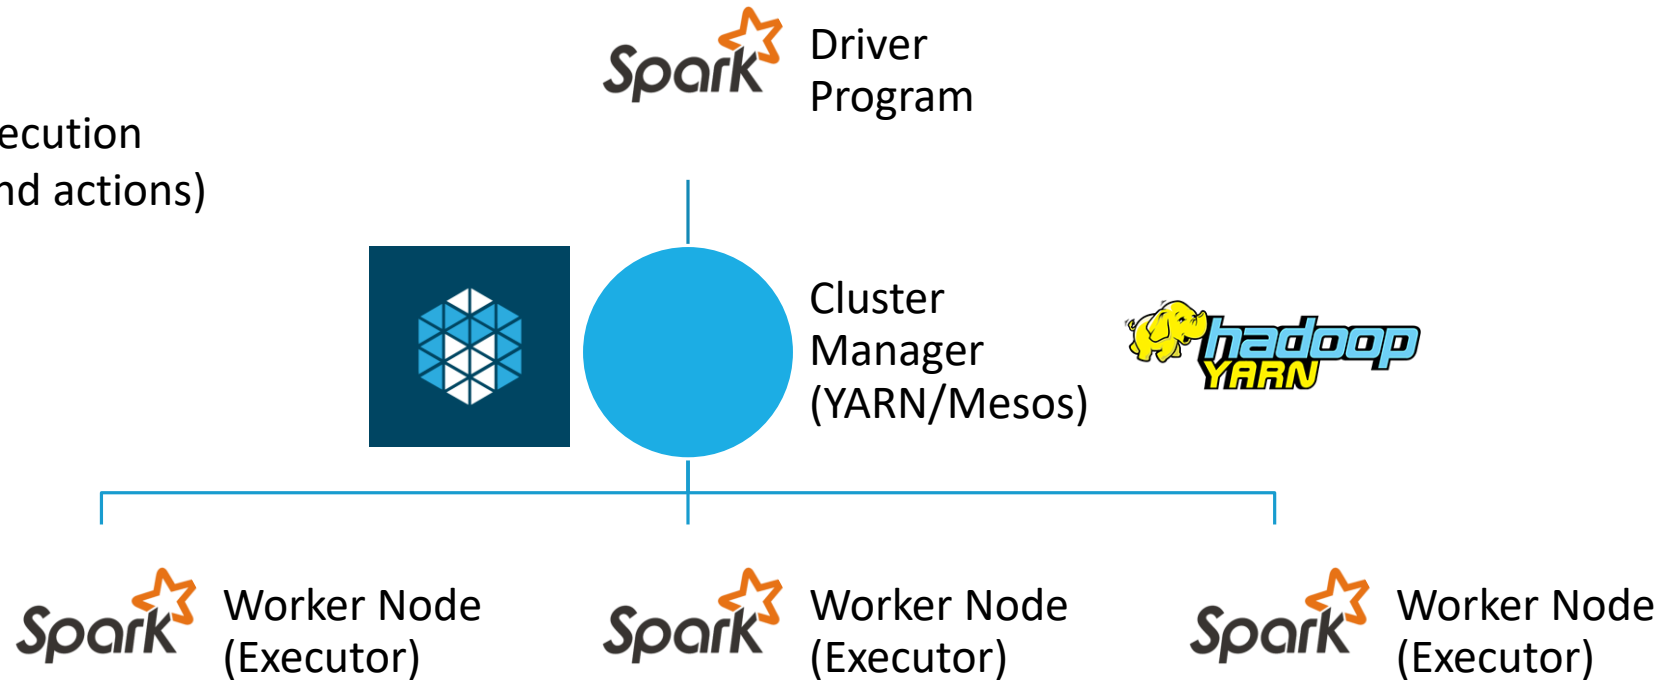 Spark
Driver
Program
ecution
nd actions)
Cluster
Manager
(YARN/Mesos)
hadoop
YARN
Spark
Worker Node
(Executor)
Spark
Worker Node
(Executor)
Spark
Worker Node
(Executor)